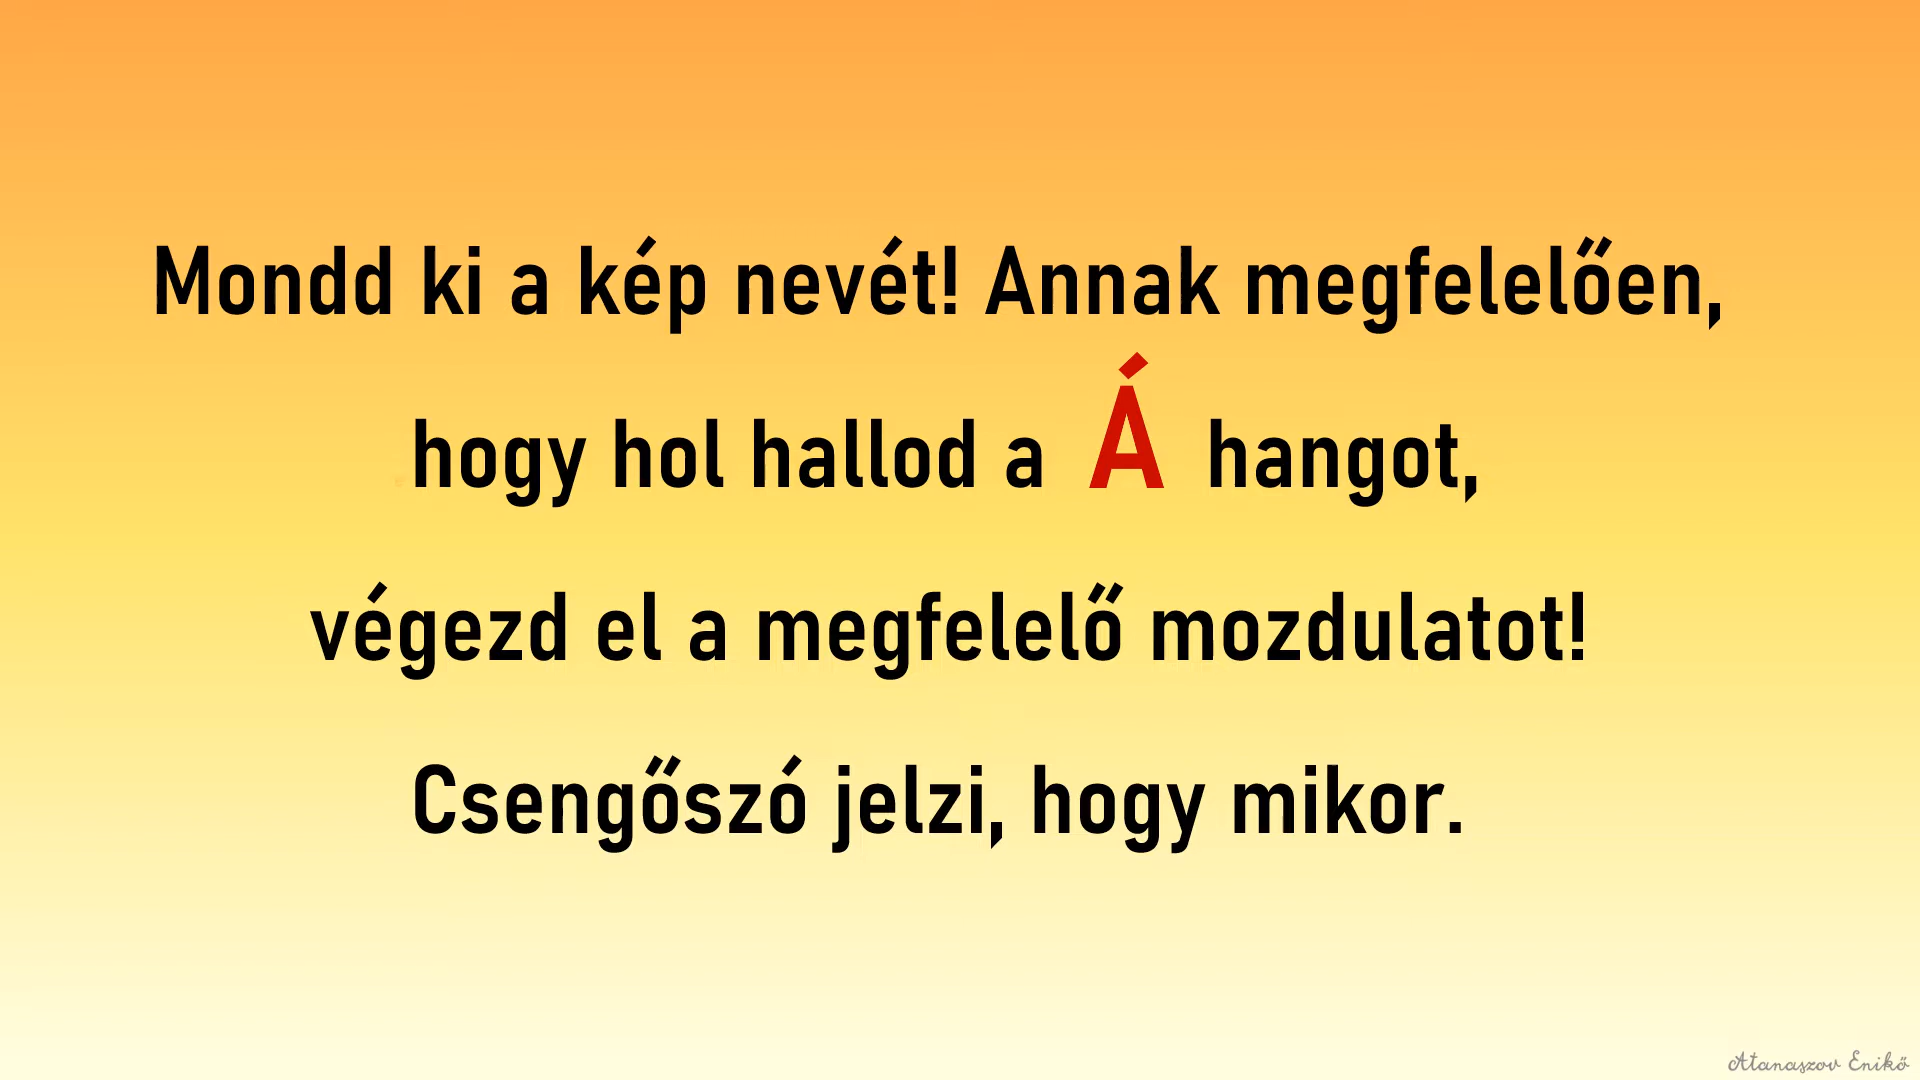 Mondd ki a kép nevét! Annak megfelelően,
hogy hol hallod a Á hangot,
végezd el a megfelelő mozdulatot!
Csengőszó jelzi, hogy mikor.
Atanaszov Enikő